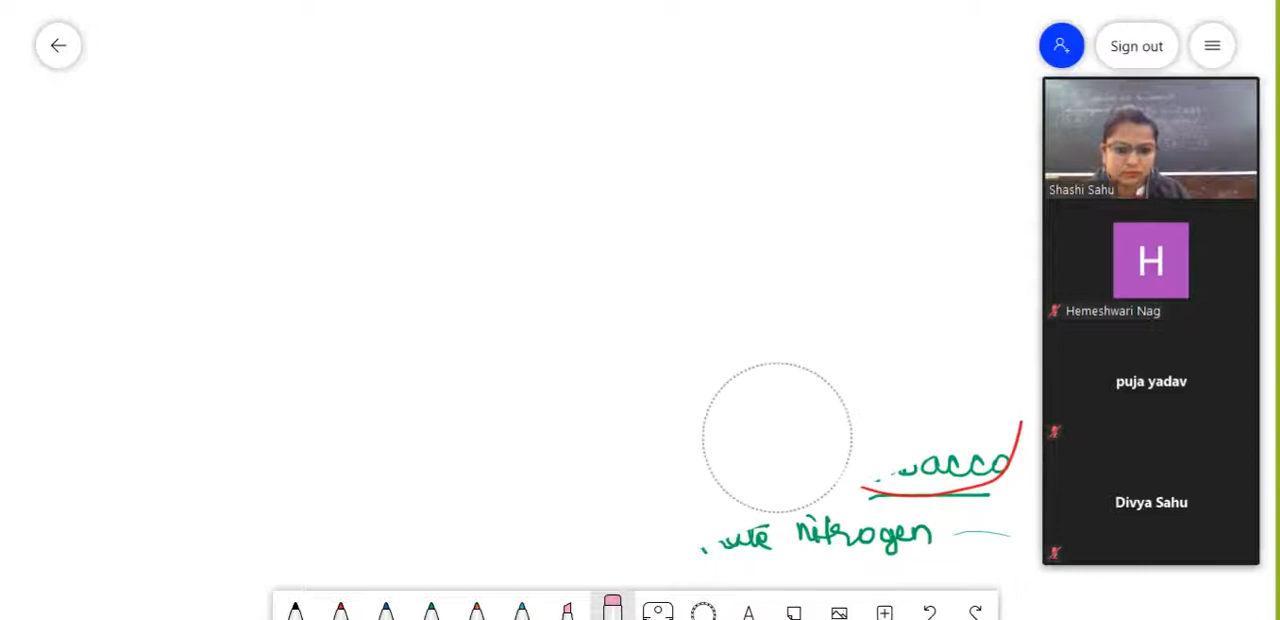 Sign out
Shashi Sahu
H
Hemeshwari Nag
puja yadav
Divya Sahu
nitrogen
A